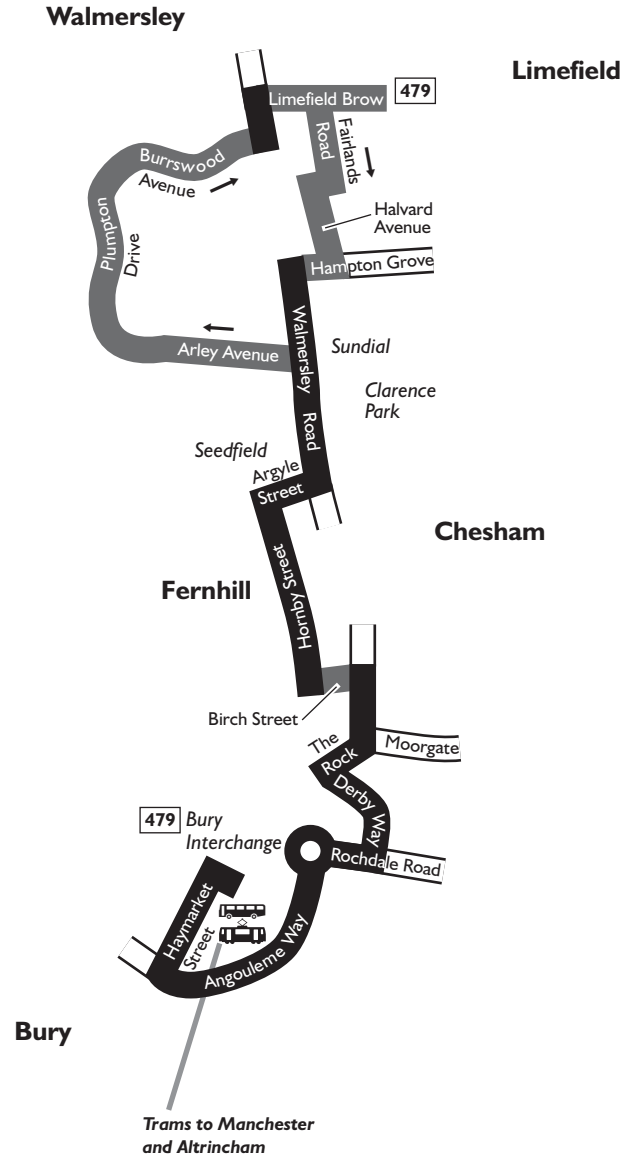 Walmersley
Limefield
Limefield Brow
479
Fairlands
Road
Burrswood
Avenue
Halvard
Avenue
Plumpton
Drive
Hampton Grove
Arley Avenue
Walmersley
Road
Sundial
Clarence
Park
Seedfield
Argyle
Street
Chesham
Hornby Street
Fernhill
Birch Street
The
Rock
Moorgate
Derby Way
479
Bury
Interchange
Rochdale Road
Haymarket
Street
Angouleme Way
Bury
Trams to Manchester
and Altrincham